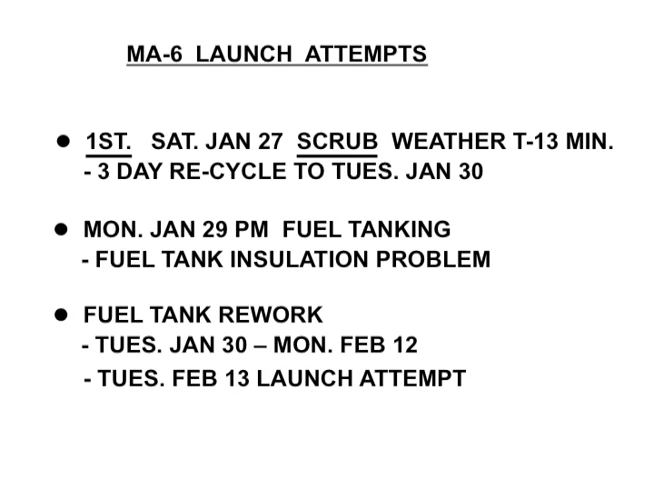 MA-6 LAUNCH ATTEMPTS
● 1ST. SAT. JAN 27 SCRUB WEATHER T-13 MIN.
- 3 DAY RE-CYCLE TO TUES. JAN 30
● MON. JAN 29 PM FUEL TANKING
- FUEL TANK INSULATION PROBLEM
● FUEL TANK REWORK
- TUES. JAN 30 – MON. FEB 12
- TUES. FEB 13 LAUNCH ATTEMPT